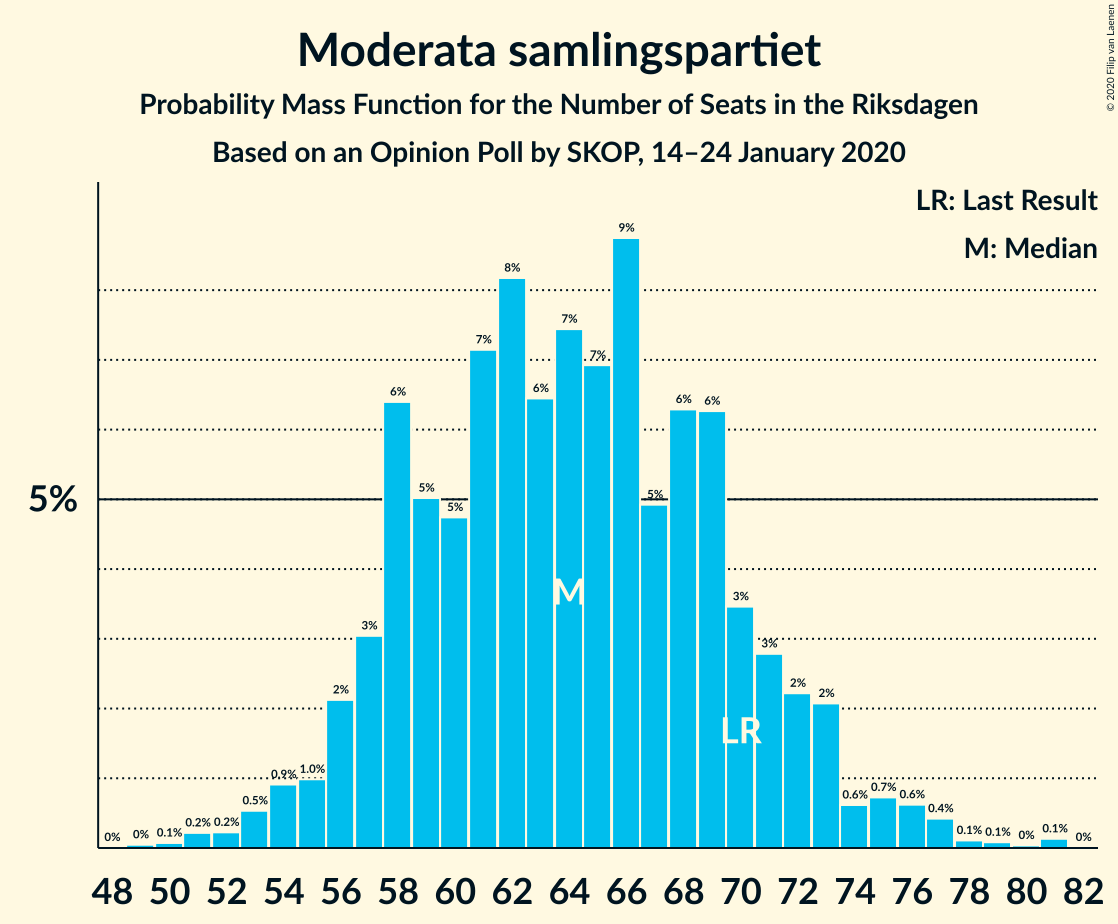 © 2020 Filip van Laenen
Moderata samlingspartiet
Probability Mass Function for the Number of Seats in the Riksdagen
Based on an Opinion Poll by SKOP, 14–24 January 2020
LR: Last Result
M: Median
5%
0% 0% 0.1% 0.2% 0.2% 0.5% 0.9% 1.0% 2% 3% 6% 5% 5% 7% 8% 6% 7% 7% 9% 5% 6% 6% 3% 3% 2% 2% 0.6% 0.7% 0.6% 0.4% 0.1% 0.1% 0% 0.1% 0%
M
LR
48 50 52 54 56 58 60 62 64 66 68 70 72 74 76 78 80 82